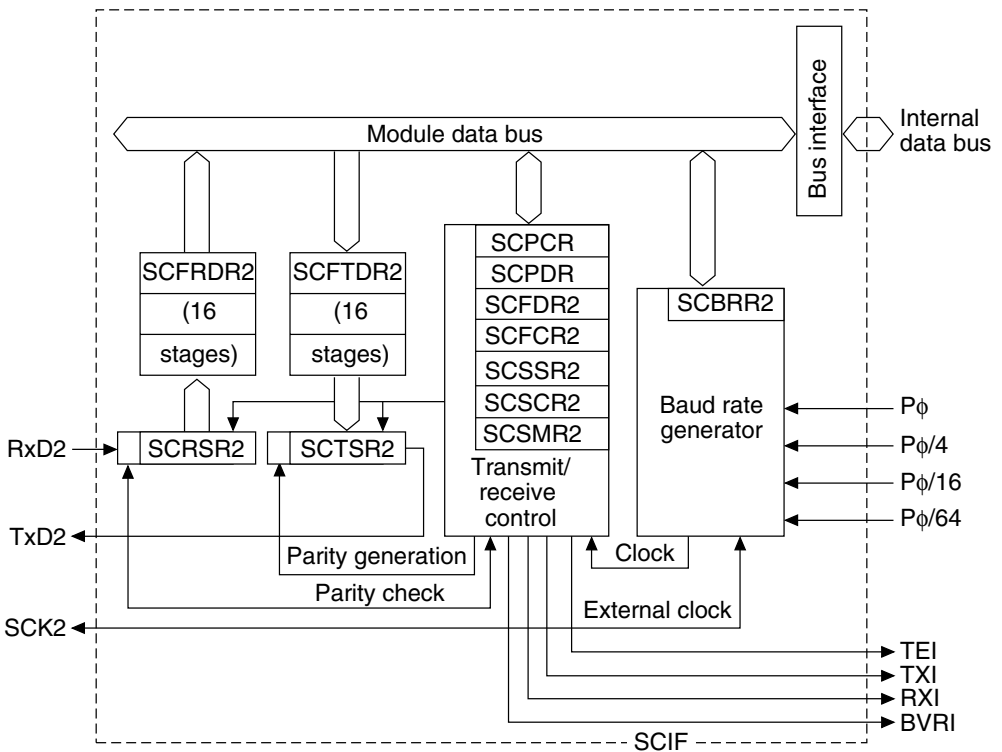 Bus interface
Internal
data bus
Module data bus
SCFRDR2
(16
stages)
SCFTDR2
(16
stages)
SCPCR
SCPDR
SCFDR2
SCFCR2
SCSSR2
SCSCR2
SCSMR2
Transmit/
receive
control
SCBRR2
Baud rate
generator
Pϕ
Pϕ/4
Pϕ/16
Pϕ/64
RxD2
SCRSR2
SCTSR2
TxD2
Parity generation
Clock
Parity check
External clock
SCK2
TEI
TXI
RXI
BVRI
SCIF